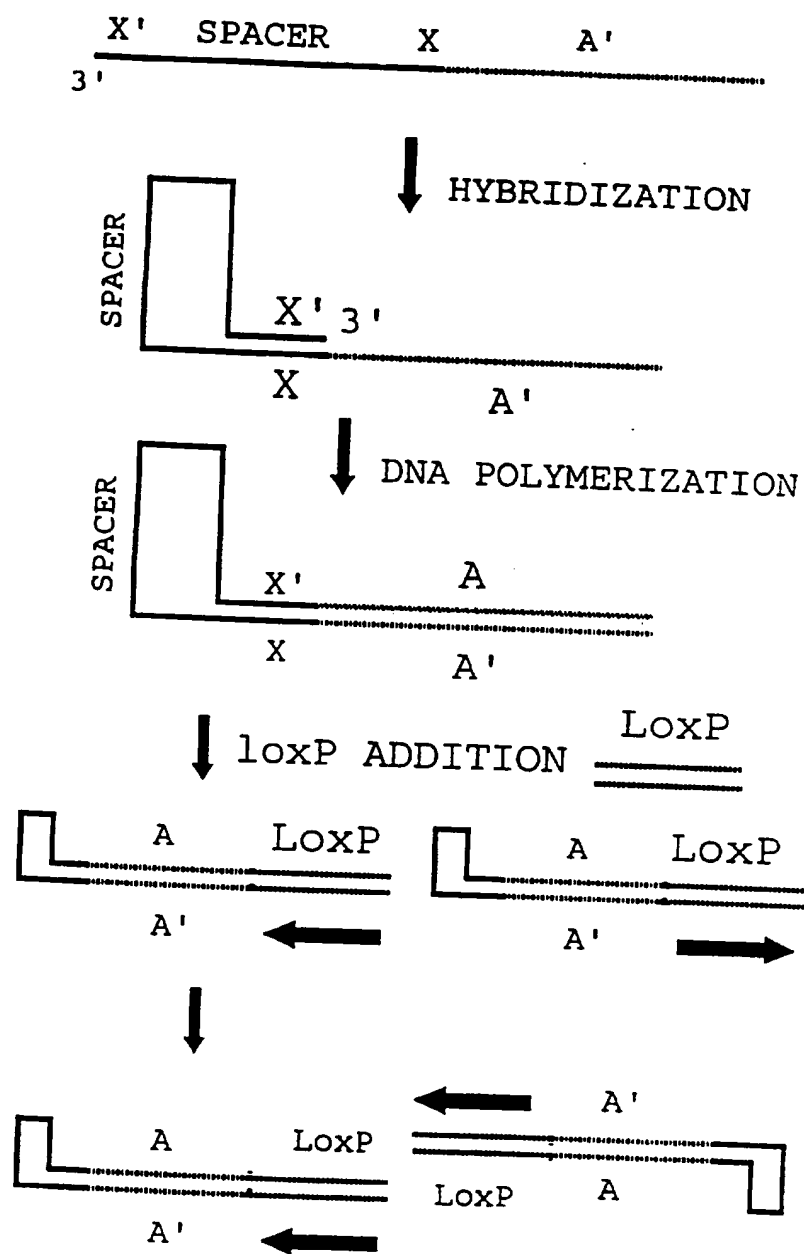 X' SPACER X A'
3'
HYBRIDIZATION
SPACER
X' 3'
X A'
DNA POLYMERIZATION
SPACER
X' A
X A'
loxP ADDITION LoxP
A LoxP A LoxP
A' A'
A'
A LoxP
LoxP A
A'